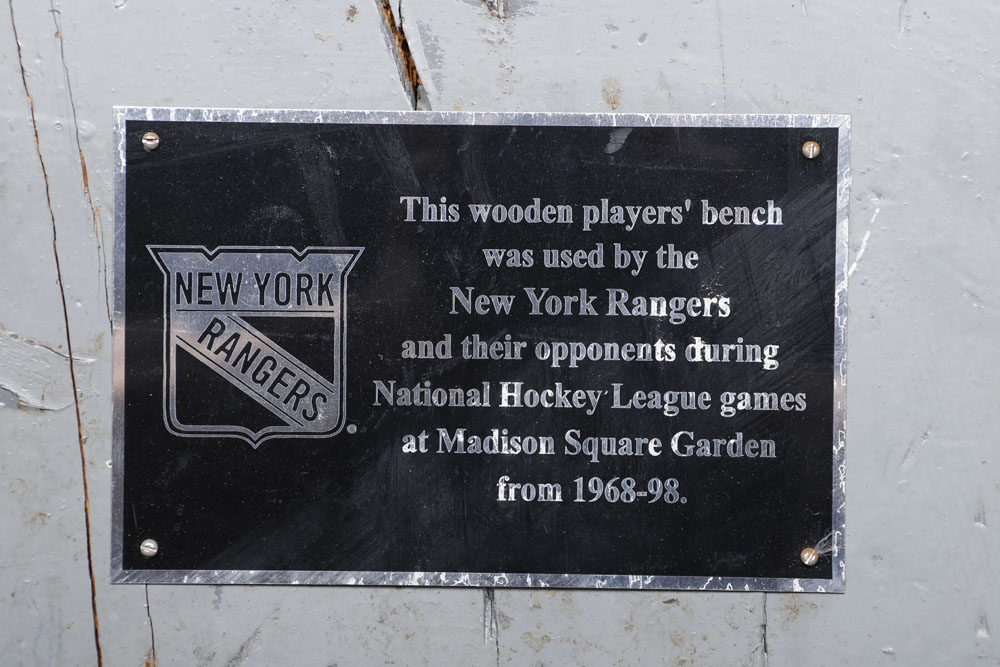 NEW YORK
RANGERS
This wooden players' bench
was used by the
New York Rangers
and their opponents during
National Hockey League games
at Madison Square Garden
from 1968-98.